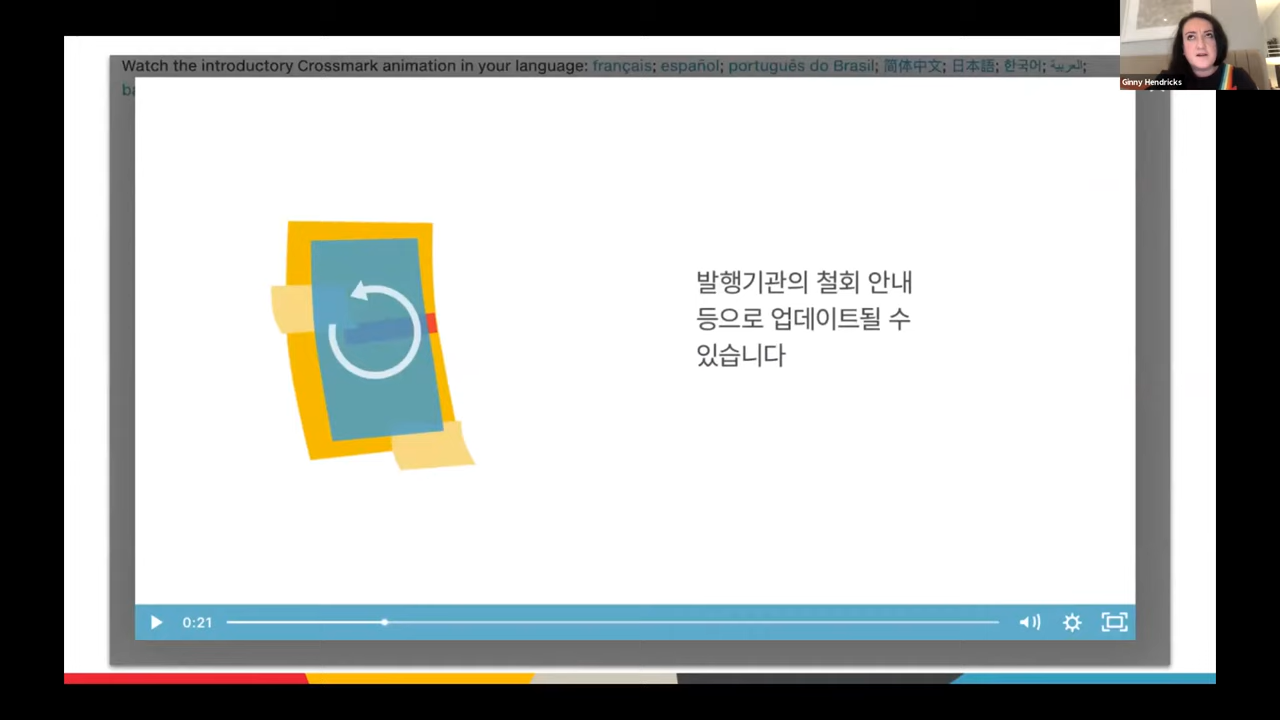 Watch the introductory Crossmark animation in your language: français; español; português do Brasil; 简体中文; 日本語; 한국어; العربية;
Ginny Hendricks
발행기관의 철회 안내
등으로 업데이트될 수
있습니다
0:21